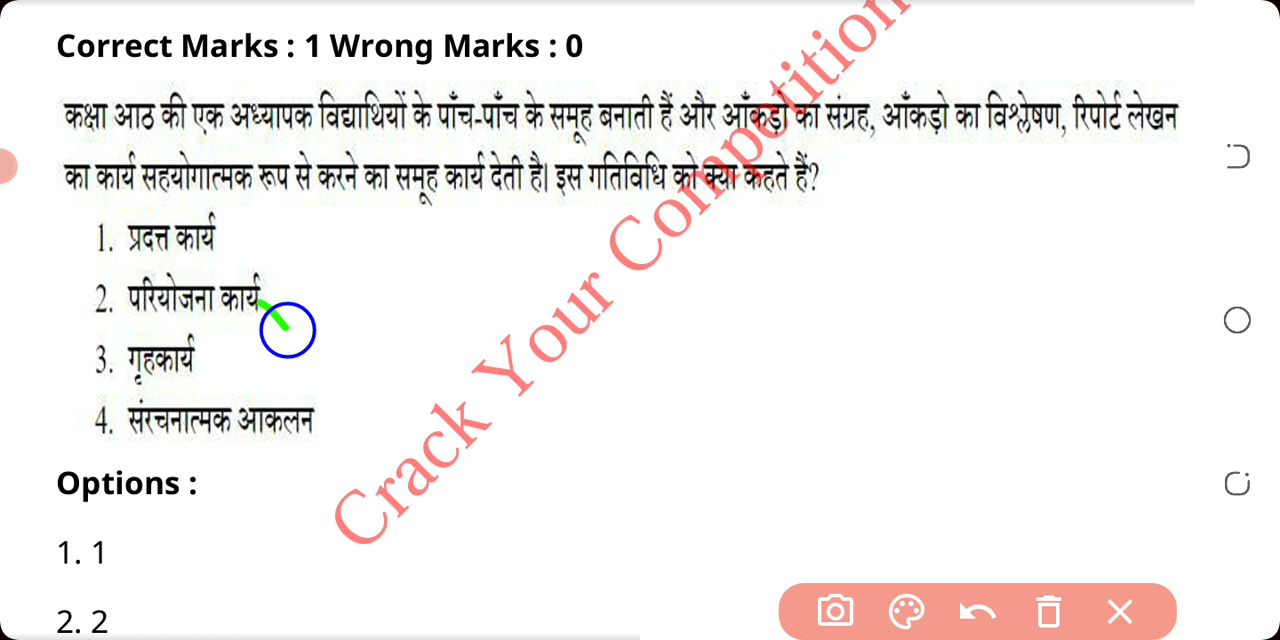 Correct Marks : 1 Wrong Marks : 0
कक्षा आठ की एक अध्यापक विद्याथियों के पाँच-पाँच के समूह बनाती हैं और आँकड़ो का संग्रह, आँकड़ो का विश्लेषण, रिपोर्ट लेखन
का कार्य सहयोगात्मक रूप से करने का समूह कार्य देती है। इस गतिविधि को क्या कहते हैं?
1. प्रदत्त कार्य
2. परियोजना कार्य
3. गृहकार्य
4. संरचनात्मक आकलन
Options :
1. 1
2. 2
Crack Your Competition